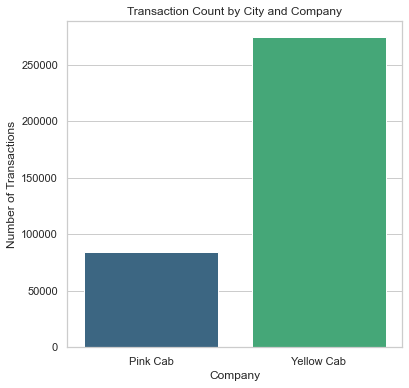 Transaction Count by City and Company
Number of Transactions
250000
200000
150000
100000
50000
0
Pink Cab
Yellow Cab
Company